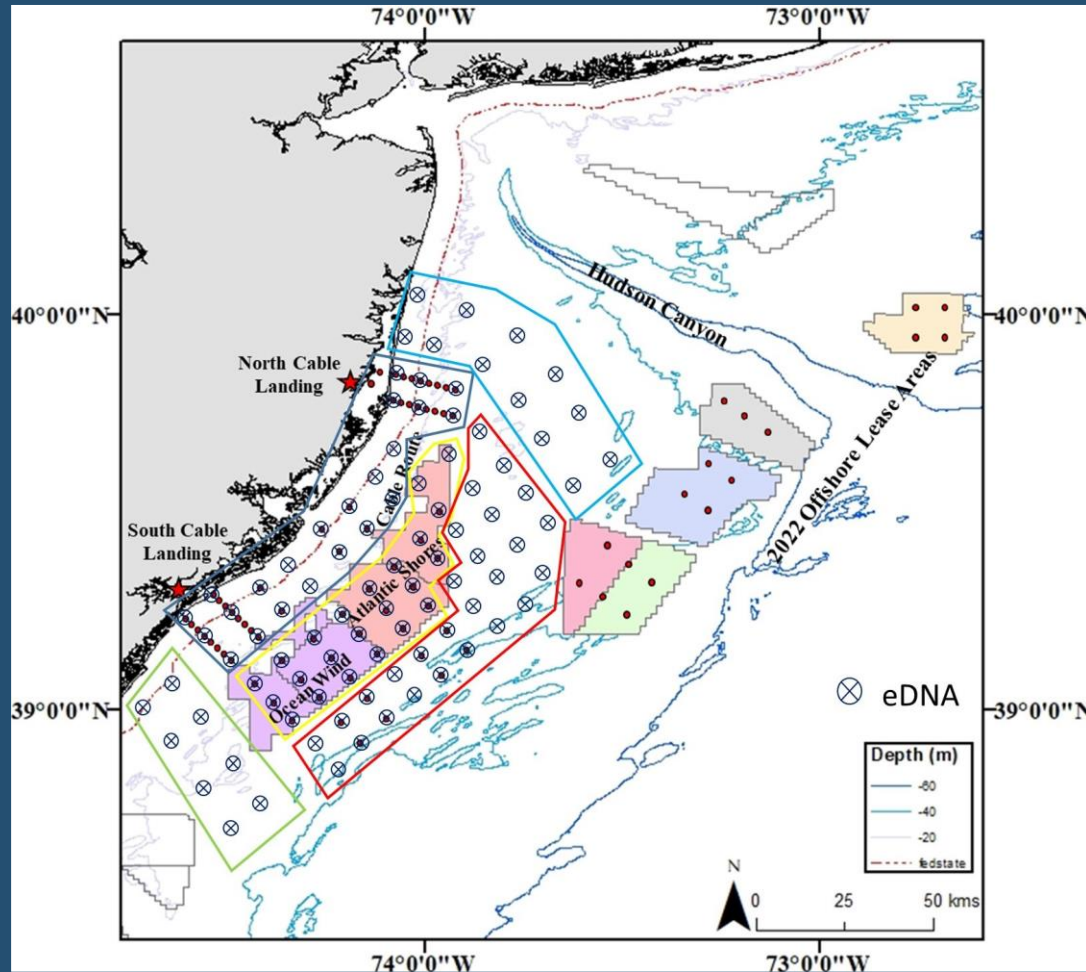 74°0'0"W
73°0'0"W
40°0'0"N
40°0'0"N
Hudson Canyon
North Cable
Landing
2022 Offshore Lease Areas
Cable Route
South Cable
Landing
Atlantic Shores
Ocean Wind
eDNA
39°0'0"N
39°0'0"N
Depth (m)
-60
-40
-20
fedstate
N
0
25
50 kms
74°0'0"W
73°0'0"W